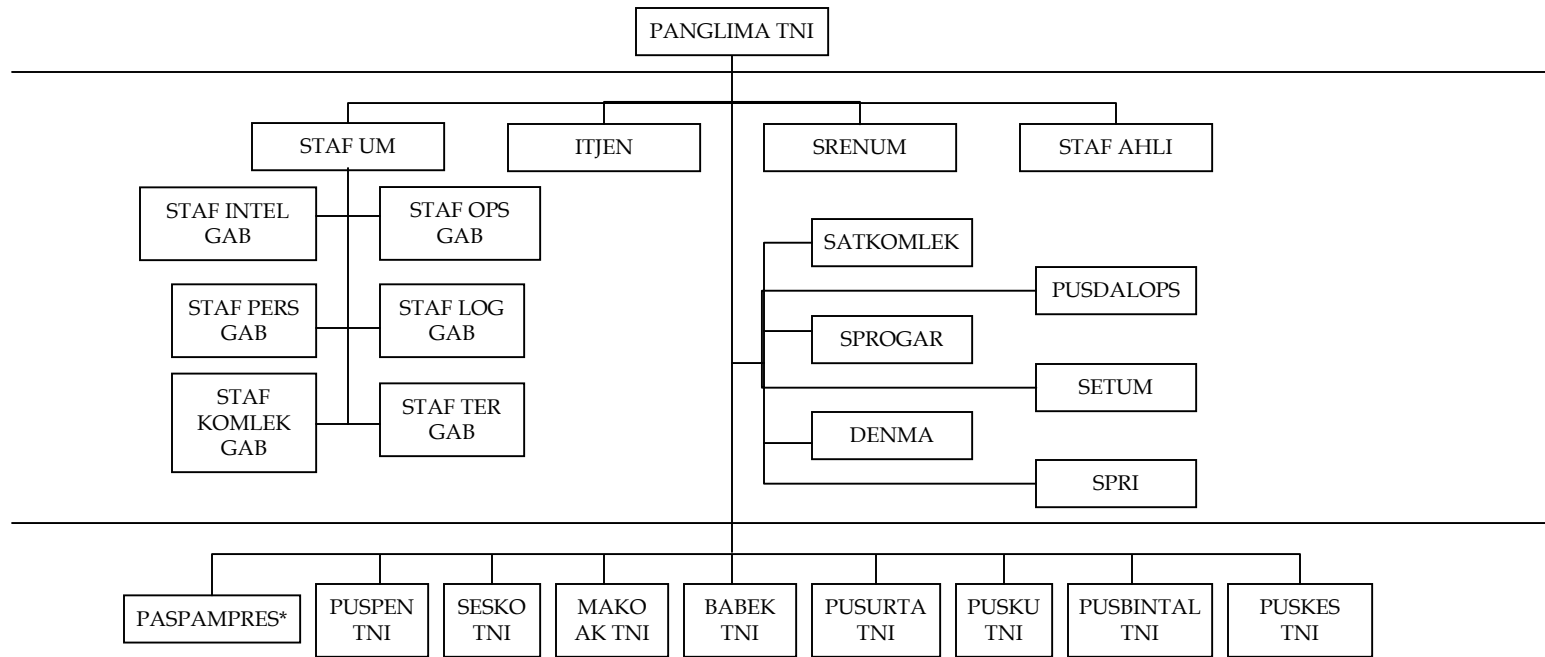 PANGLIMA TNI
STAF UM
ITJEN
SRENUM
STAF AHLI
STAF INTEL
GAB
STAF OPS
GAB
STAF PERS
GAB
STAF LOG
GAB
STAF
KOMLEK
GAB
STAF TER
GAB
SATKOMLEK
PUSDALOPS
SPROGAR
SETUM
DENMA
SPRI
PASPAMPRES*
PUSPEN
TNI
SESKO
TNI
MAKO
AK TNI
BABEK
TNI
PUSURTA
TNI
PUSKU
TNI
PUSBINTAL
TNI
PUSKES
TNI